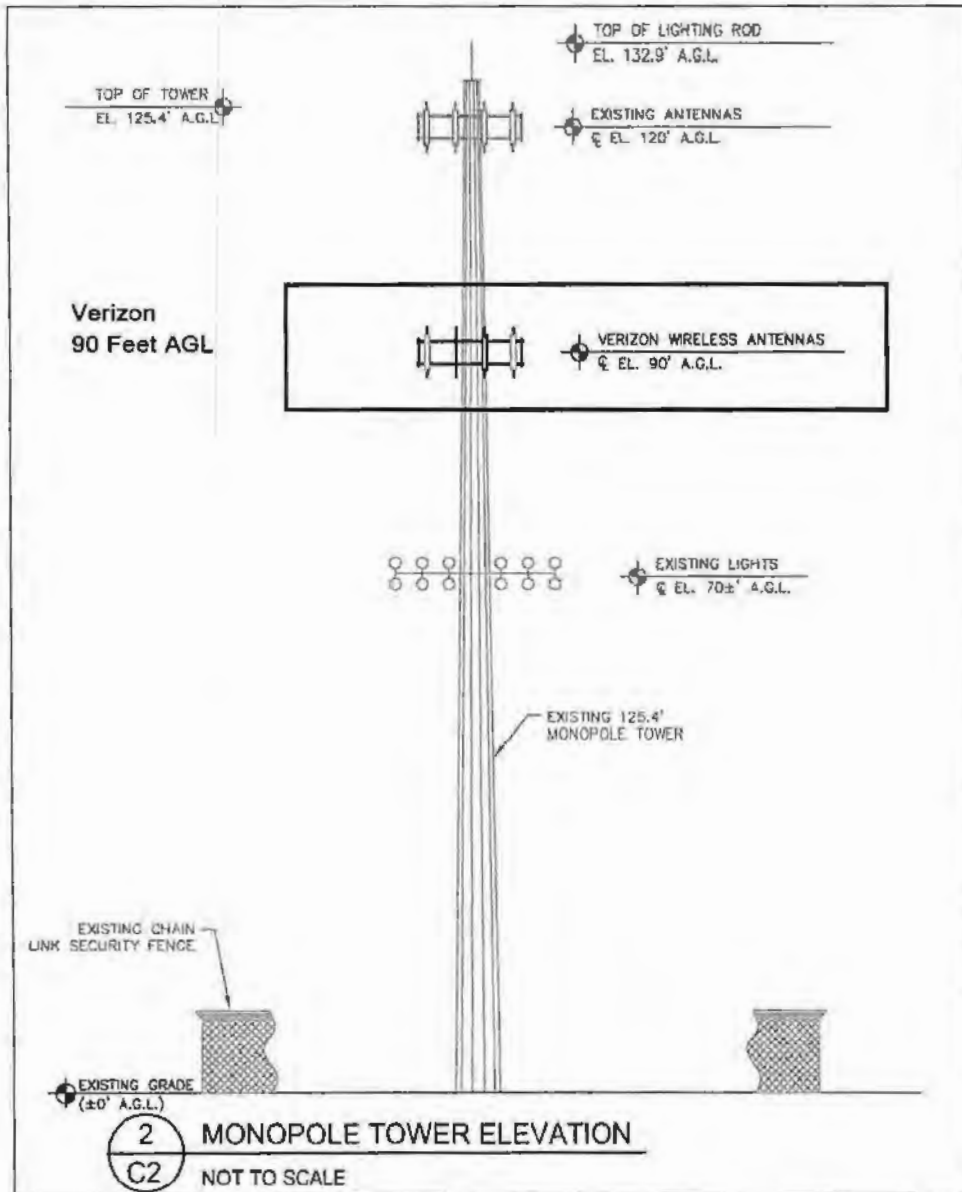 TOP OF LIGHTING ROD
EL. 132.9' A.G.L.
TOP OF TOWER
EL. 125.4' A.G.L
EXISTING ANTENNAS
℄ EL. 120' A.G.L.
Verizon
90 Feet AGL
VERIZON WIRELESS ANTENNAS
℄ EL. 90' A.G.L.
EXISTING LIGHTS
℄ EL. 70±' A.G.L.
EXISTING 125.4'
MONOPOLE TOWER
EXISTING CHAIN
LINK SECURITY FENCE
EXISTING GRADE
(±0' A.G.L.)
2
C2
MONOPOLE TOWER ELEVATION
NOT TO SCALE